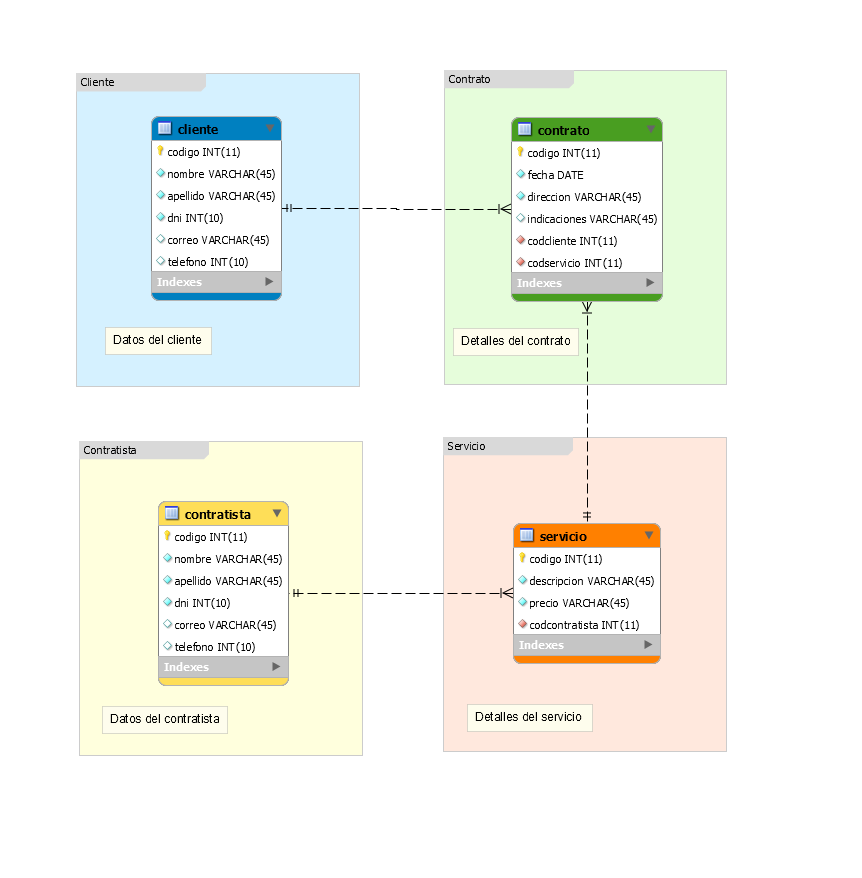 Cliente
cliente
codigo INT(11)
nombre VARCHAR(45)
apellido VARCHAR(45)
dni INT(10)
correo VARCHAR(45)
telefono INT(10)
Indexes
Datos del cliente
Contrato
contrato
codigo INT(11)
fecha DATE
direccion VARCHAR(45)
indicaciones VARCHAR(45)
codcliente INT(11)
codservicio INT(11)
Indexes
Detalles del contrato
Contratista
contratista
codigo INT(11)
nombre VARCHAR(45)
apellido VARCHAR(45)
dni INT(10)
correo VARCHAR(45)
telefono INT(10)
Indexes
Datos del contratista
Servicio
servicio
codigo INT(11)
descripcion VARCHAR(45)
precio VARCHAR(45)
codcontratista INT(11)
Indexes
Detalles del servicio